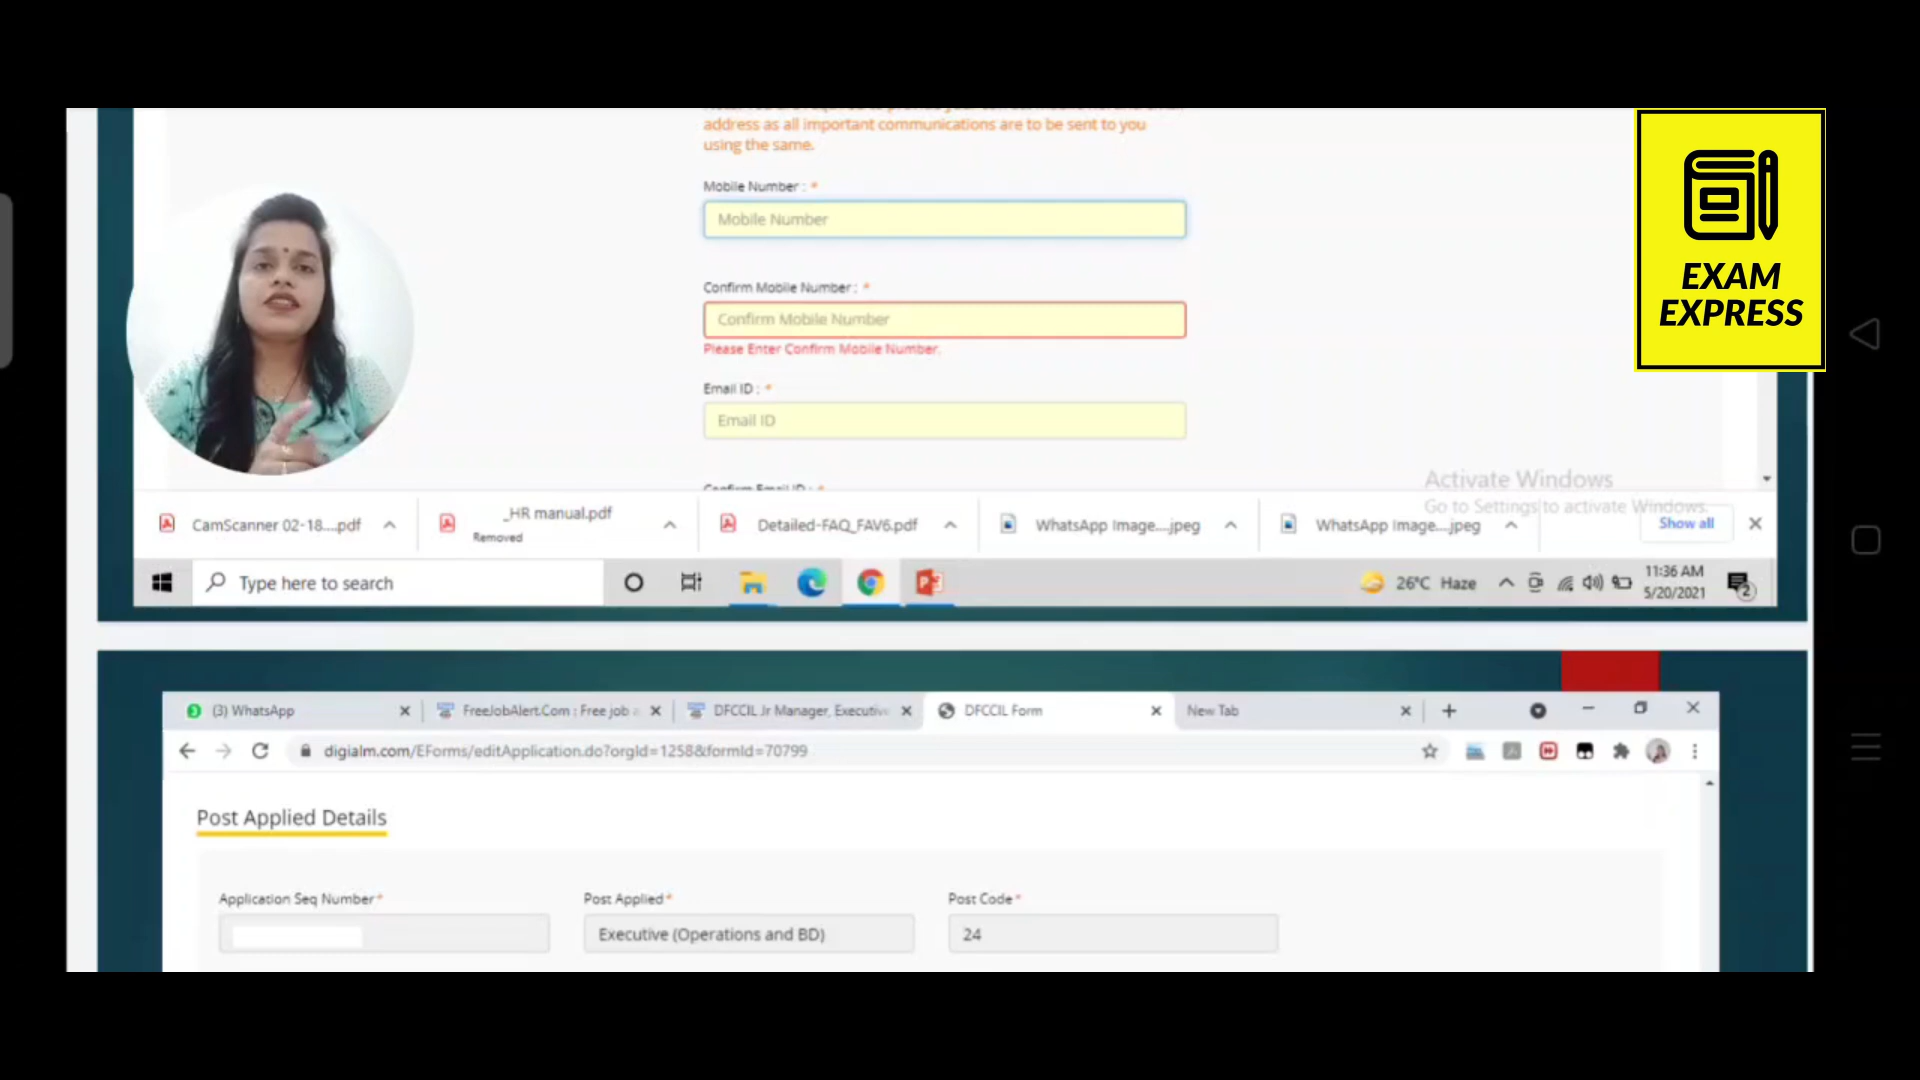 address as all important communications are to be sent to you
using the same.
EXAM
EXPRESS
Mobile Number : *
Mobile Number
Confirm Mobile Number : *
Confirm Mobile Number
Please Enter Confirm Mobile Number.
Email ID : *
Email ID
Confirm Email ID : *
Activate Windows
Go to Settings to activate Windows.
CamScanner 02-18....pdf
_HR manual.pdf
Removed
Detailed-FAQ_FAV6.pdf
WhatsApp Image....jpeg
WhatsApp Image....jpeg
Show all
Type here to search
26°C Haze
11:36 AM
5/20/2021
2
(3) WhatsApp
FreeJobAlert.Com : Free job
DFCCIL Jr Manager, Executive
DFCCIL Form
New Tab
digialm.com/EForms/editApplication.do?orgId=1258&formId=70799
Post Applied Details
Application Seq Number*
Post Applied*
Post Code*
Executive (Operations and BD)
24